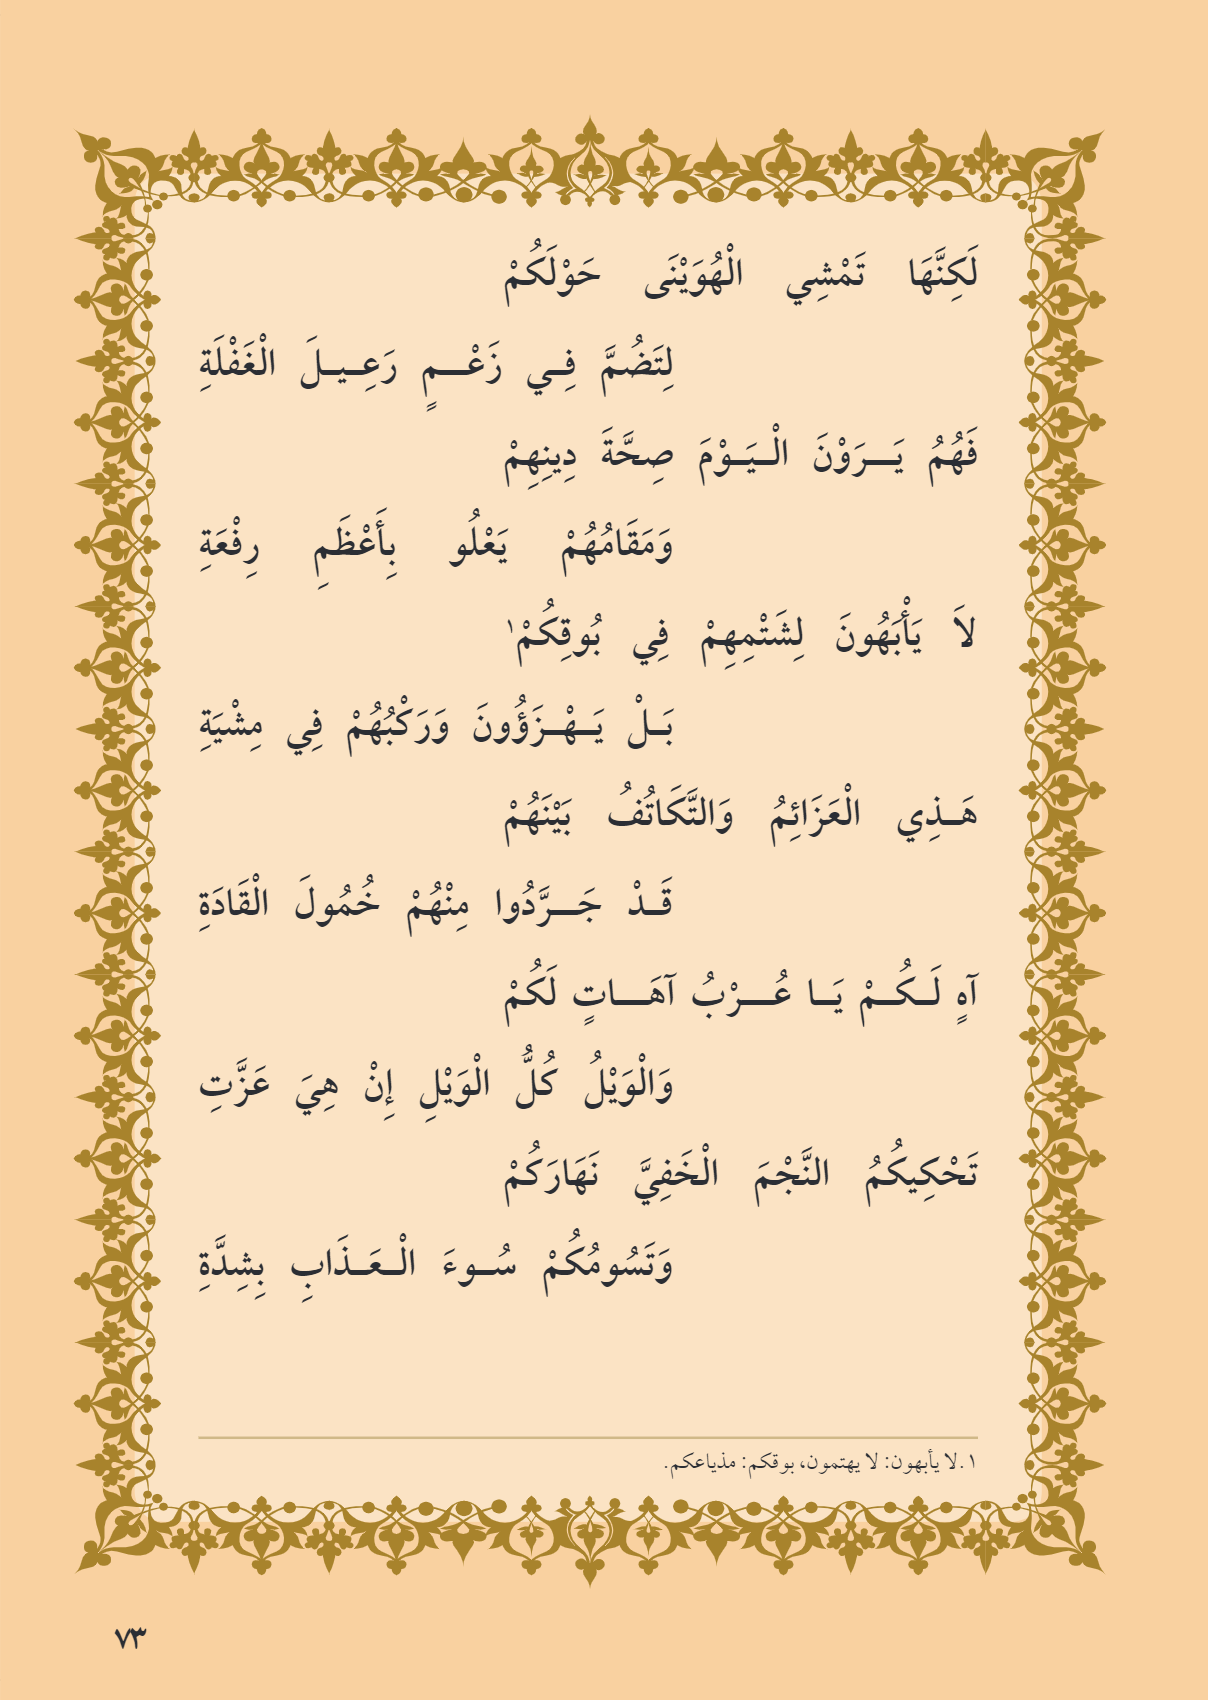 لَكِنَّهَا تَمْشِي الْهُوَيْنَى حَوْلَكُمْ
لِتَضُمَّ فِي زَعْمٍ رَعِيلَ الْغَفْلَةِ
فَهُمُ يَرَوْنَ الْيَوْمَ صِحَّةَ دِينِهِمْ
وَمَقَامُهُمْ يَعْلُو بِأَعْظَمِ رِفْعَةِ
لاَ يَأْبَهُونَ لِشَتْمِهِمْ فِي بُوقِكُمْ١
بَلْ يَهْزَؤُونَ وَرَكْبُهُمْ فِي مِشْيَةِ
هَذِي الْعَزَائِمُ وَالتَّكَاتُفُ بَيْنَهُمْ
قَدْ جَرَّدُوا مِنْهُمْ خُمُولَ الْقَادَةِ
آهٍ لَكُمْ يَا عُرْبُ آهَاتٍ لَكُمْ
وَالْوَيْلُ كُلُّ الْوَيْلِ إِنْ هِيَ عَزَّتِ
تَحْكِيكُمُ النَّجْمَ الْخَفِيَّ نَهَارَكُمْ
وَتَسُومُكُمْ سُوءَ الْعَذَابِ بِشِدَّةِ
١.لا يأبهون: لا يهتمون، بوقكم: مذياعكم.
٧٣